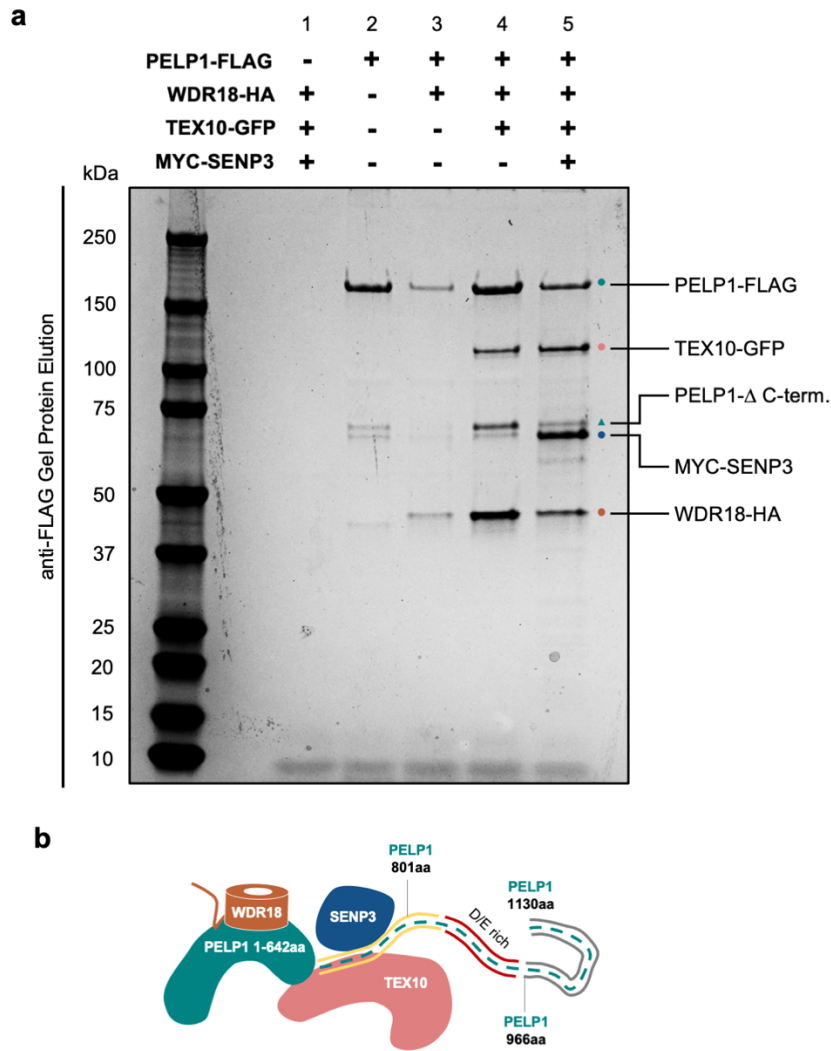 a
1 2 3 4 5
PELP1-FLAG - + + + +
WDR18-HA + - + + +
TEX10-GFP + - - + +
MYC-SENP3 + - - - +
kDa
250
150
100
75
50
37
25
20
15
10
anti-FLAG Gel Protein Elution
PELP1-FLAG
TEX10-GFP
PELP1-Δ C-term.
MYC-SENP3
WDR18-HA
b
PELP1
801aa
PELP1
1130aa
WDR18
SENP3
D/E rich
PELP1 1-642aa
TEX10
PELP1
966aa